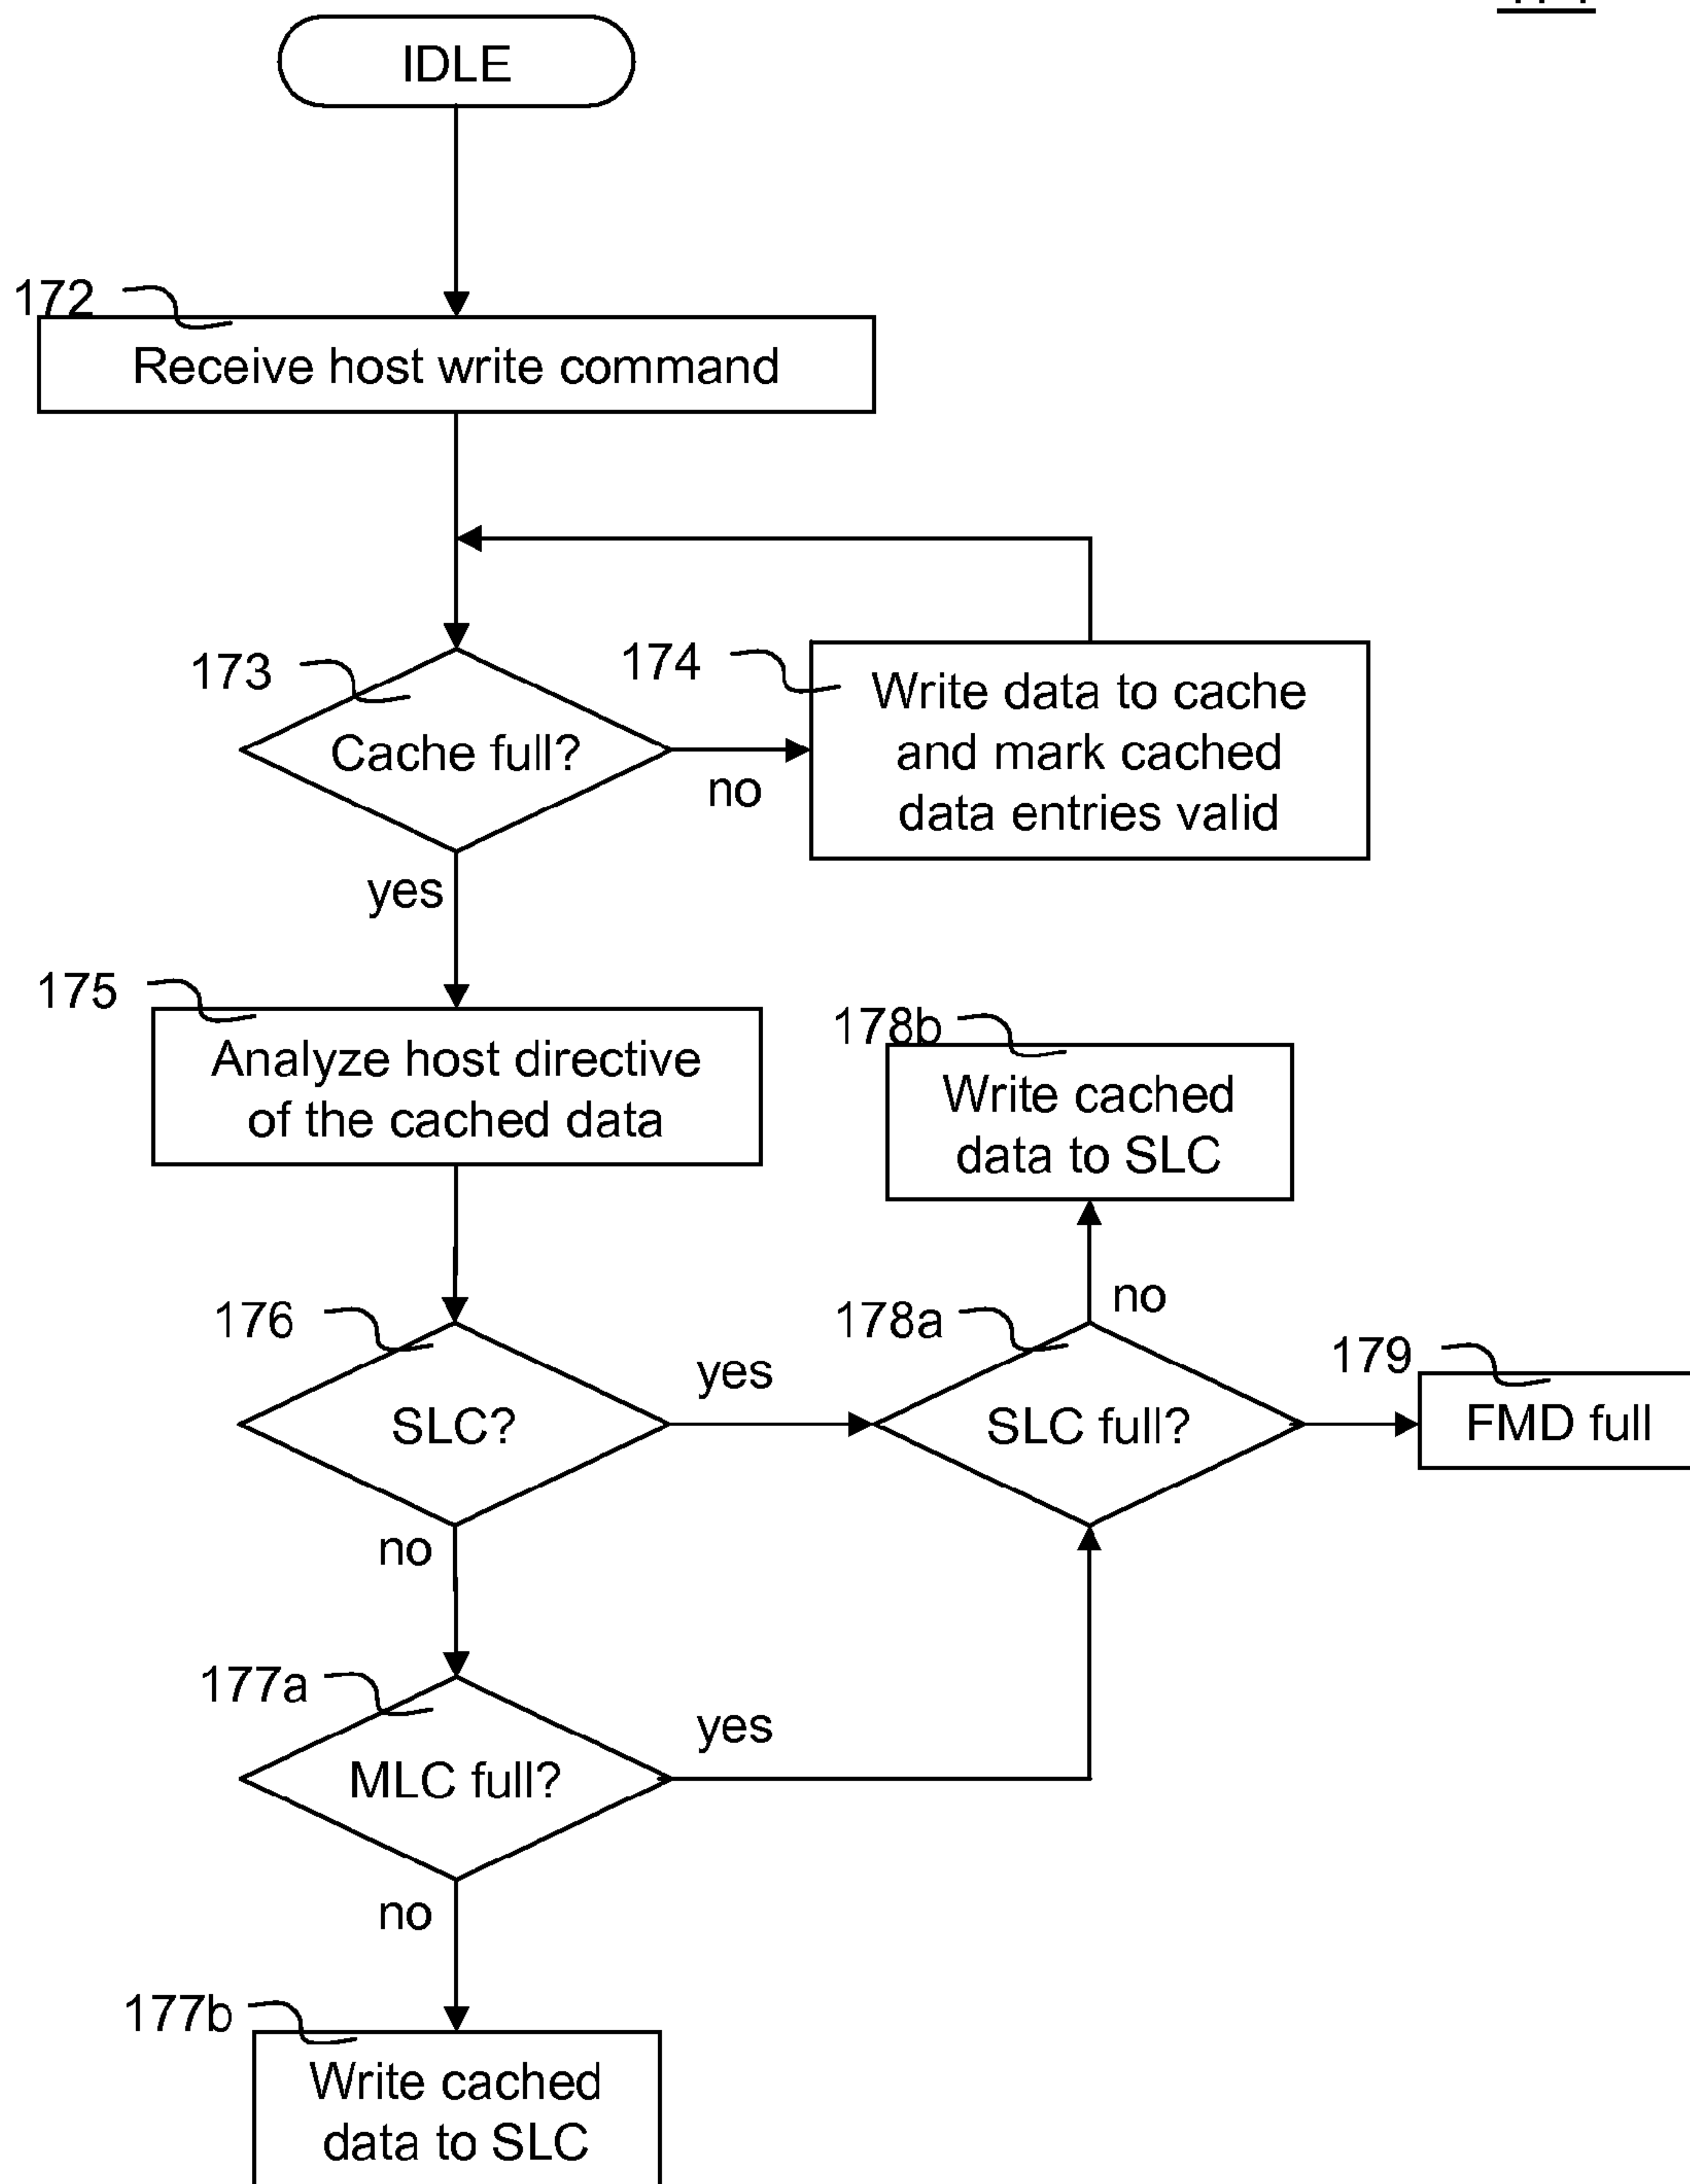 IDLE
172
Receive host write command
173
Cache full?
no
174
Write data to cache
and mark cached
data entries valid
yes
175
Analyze host directive
of the cached data
178b
Write cached
data to SLC
176
SLC?
yes
178a
SLC full?
no
179
FMD full
no
177a
MLC full?
yes
no
177b
Write cached
data to SLC